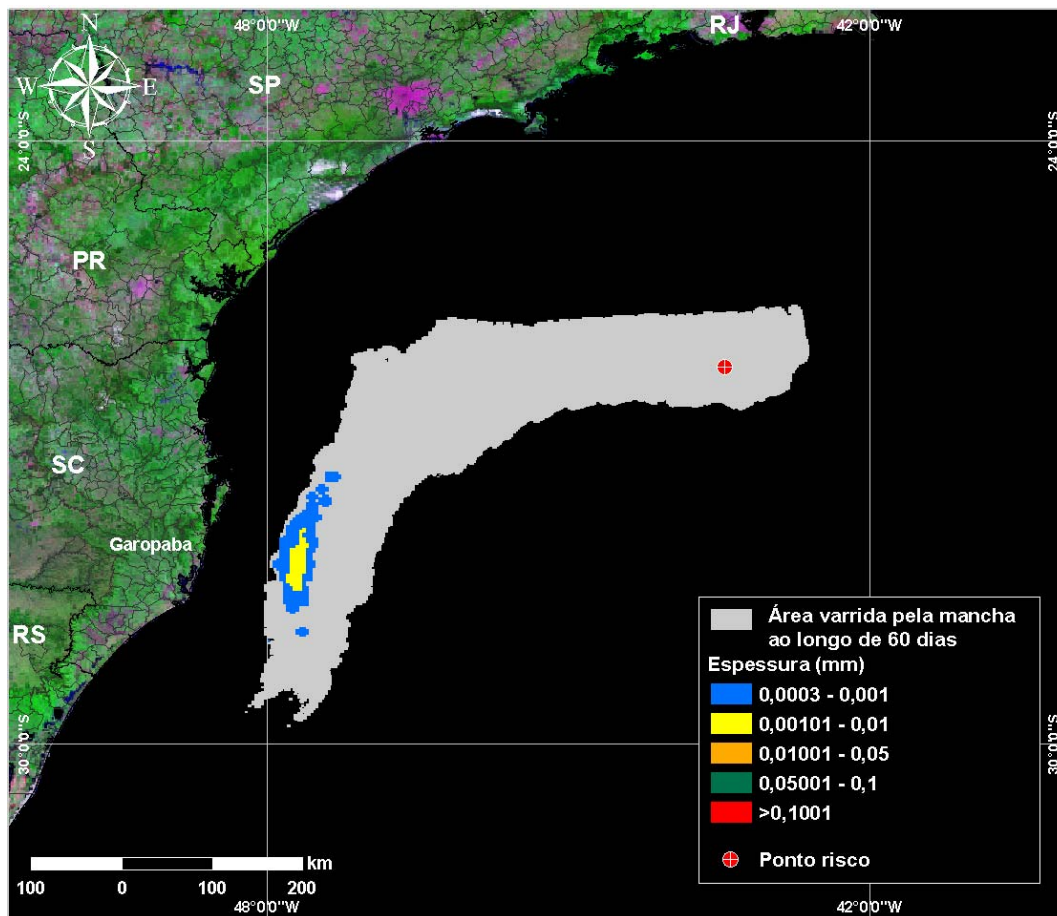 48°0'0"W
42°0'0"W
N
W
E
S
RJ
SP
24°0'0"S
24°0'0"S
PR
SC
Garopaba
RS
30°0'0"S
30°0'0"S
Área varrida pela mancha
ao longo de 60 dias
Espessura (mm)
0,0003 - 0,001
0,00101 - 0,01
0,01001 - 0,05
0,05001 - 0,1
>0,1001
Ponto risco
km
100 0 100 200
48°0'0"W
42°0'0"W